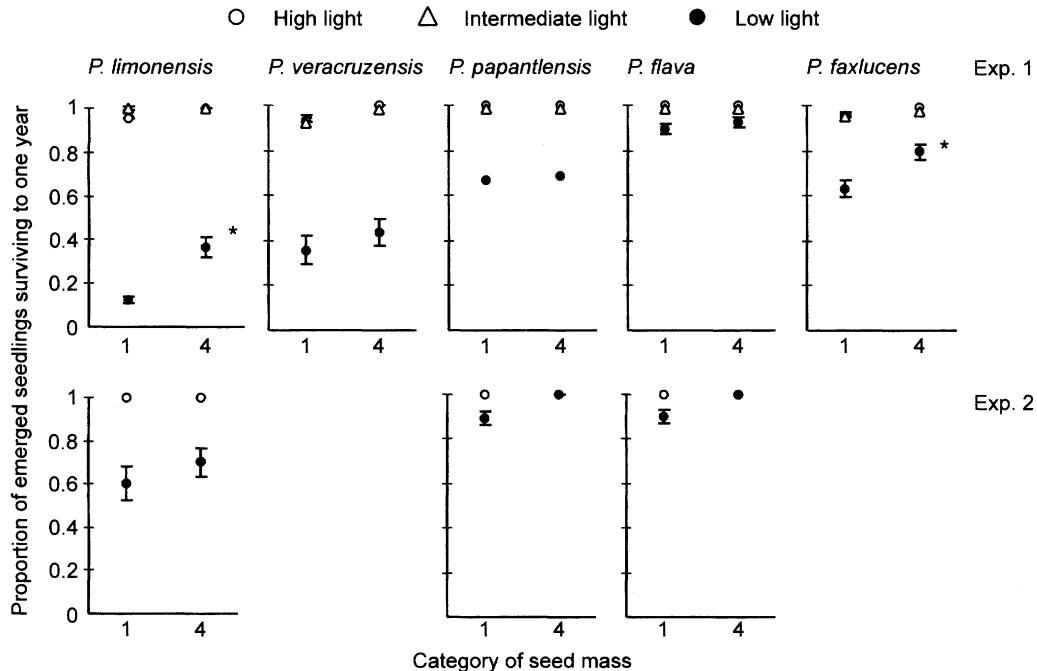 High light Intermediate light Low light
P. limonensis P. veracruzensis P. papantlensis P. flava P. faxlucens Exp. 1
Proportion of emerged seedlings surviving to one year
1
0.8
0.6
0.4
0.2
0
*
*
1 4 1 4 1 4 1 4 1 4
Exp. 2
1
0.8
0.6
0.4
0.2
0
1 4 1 4 1 4
Category of seed mass